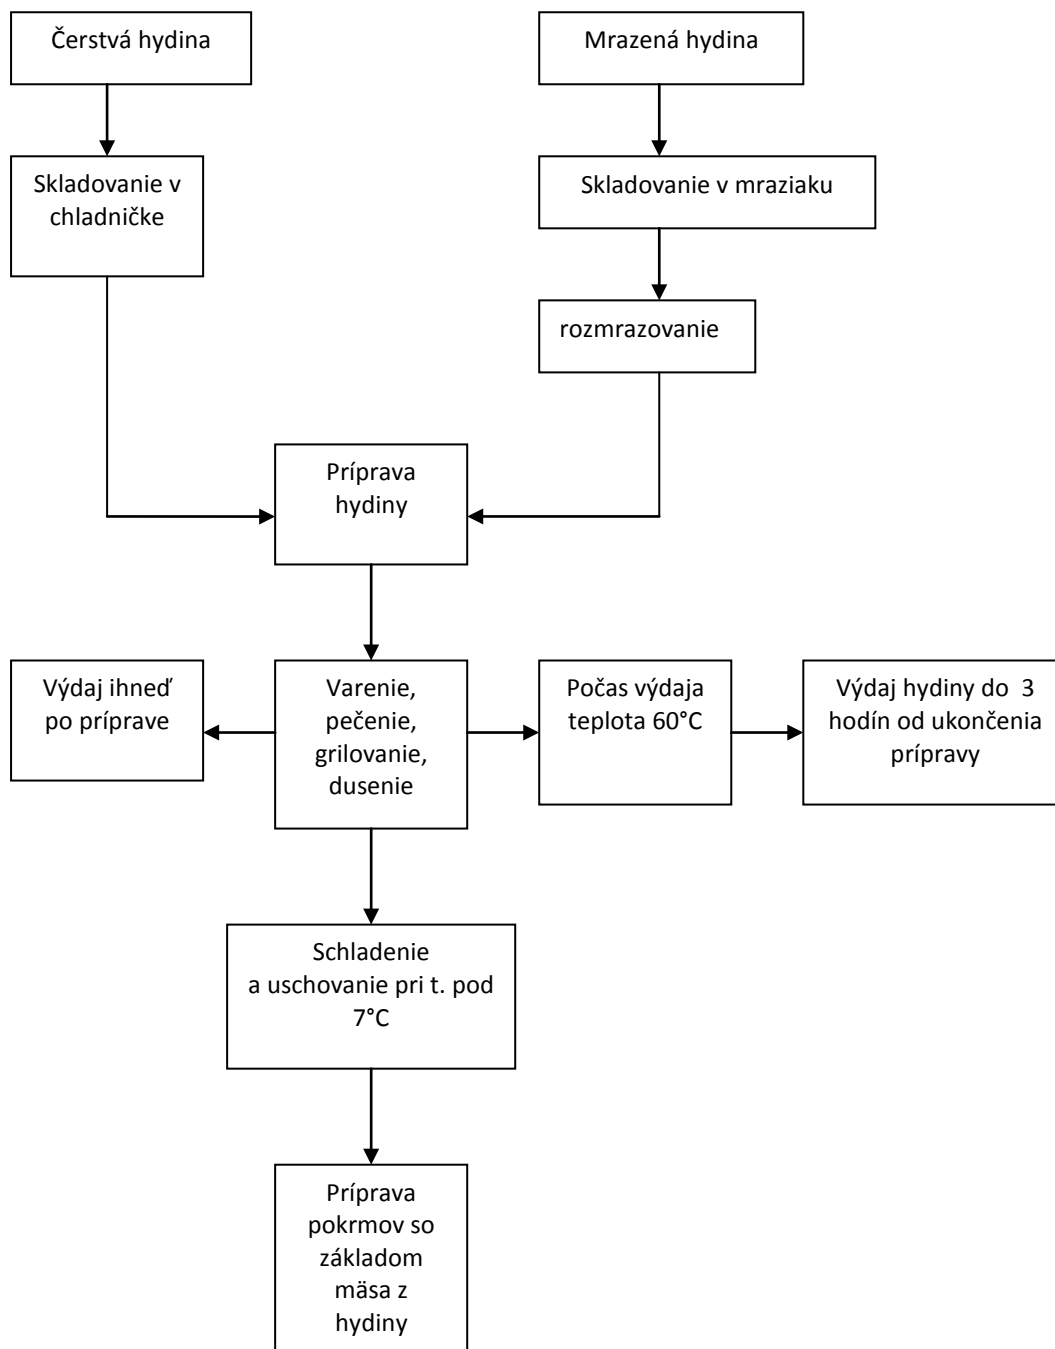 Čerstvá hydina
Mrazená hydina
Skladovanie v
chladničke
Skladovanie v mraziaku
rozmrazovanie
Príprava
hydiny
Výdaj ihneď
po príprave
Varenie,
pečenie,
grilovanie,
dusenie
Počas výdaja
teplota 60°C
Výdaj hydiny do 3
hodín od ukončenia
prípravy
Schladenie
a uschovanie pri t. pod
7°C
Príprava
pokrmov so
základom
mäsa z
hydiny